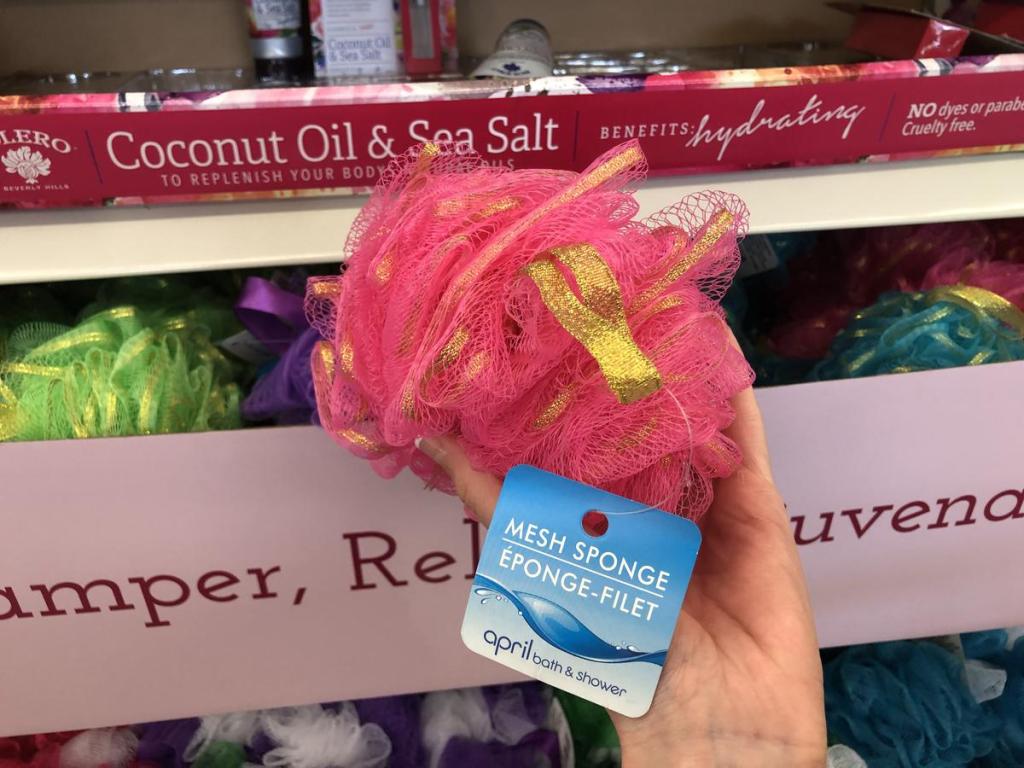 Coconut Oil
& Sea Salt
LERO
BEVERLY HILLS
Coconut Oil & Sea Salt
TO REPLENISH YOUR BODY
BENEFITS: hydrating
NO dyes or parabe
Cruelty free.
amper, Rel
uvena
MESH SPONGE
ÉPONGE-FILET
april bath & shower